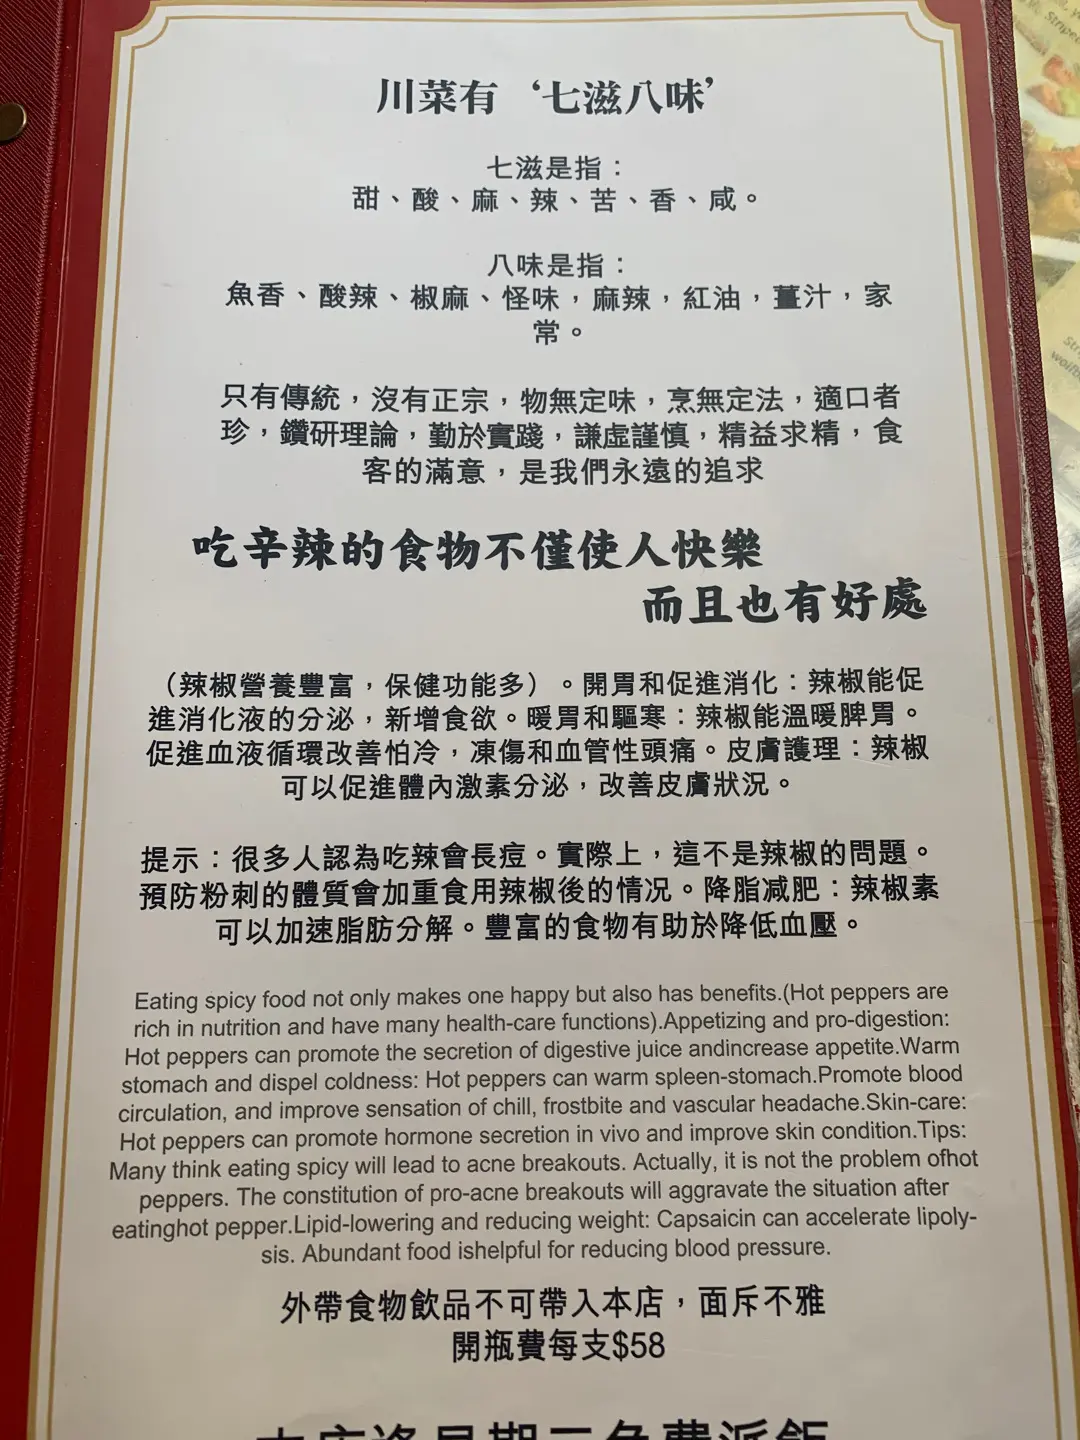 川菜有‘七滋八味’
七滋是指：
甜、酸、麻、辣、苦、香、咸。
八味是指：
魚香、酸辣、椒麻、怪味，麻辣，紅油，薑汁，家
常。
只有傳統，沒有正宗，物無定味，烹無定法，適口者
珍，鑽研理論，勤於實踐，謙虛謹慎，精益求精，食
客的滿意，是我們永遠的追求
吃辛辣的食物不僅使人快樂
而且也有好處
（辣椒營養豐富，保健功能多）。開胃和促進消化：辣椒能促
進消化液的分泌，新增食欲。暖胃和驅寒：辣椒能溫暖脾胃。
促進血液循環改善怕冷，凍傷和血管性頭痛。皮膚護理：辣椒
可以促進體內激素分泌，改善皮膚狀況。
提示：很多人認為吃辣會長痘。實際上，這不是辣椒的問題。
預防粉刺的體質會加重食用辣椒後的情況。降脂减肥：辣椒素
可以加速脂肪分解。豐富的食物有助於降低血壓。
Eating spicy food not only makes one happy but also has benefits.(Hot peppers are
rich in nutrition and have many health-care functions).Appetizing and pro-digestion:
Hot peppers can promote the secretion of digestive juice andincrease appetite.Warm
stomach and dispel coldness: Hot peppers can warm spleen-stomach.Promote blood
circulation, and improve sensation of chill, frostbite and vascular headache.Skin-care:
Hot peppers can promote hormone secretion in vivo and improve skin condition.Tips:
Many think eating spicy will lead to acne breakouts. Actually, it is not the problem ofhot
peppers. The constitution of pro-acne breakouts will aggravate the situation after
eatinghot pepper.Lipid-lowering and reducing weight: Capsaicin can accelerate lipoly-
sis. Abundant food ishelpful for reducing blood pressure.
外帶食物飲品不可帶入本店，面斥不雅
開瓶費每支$58